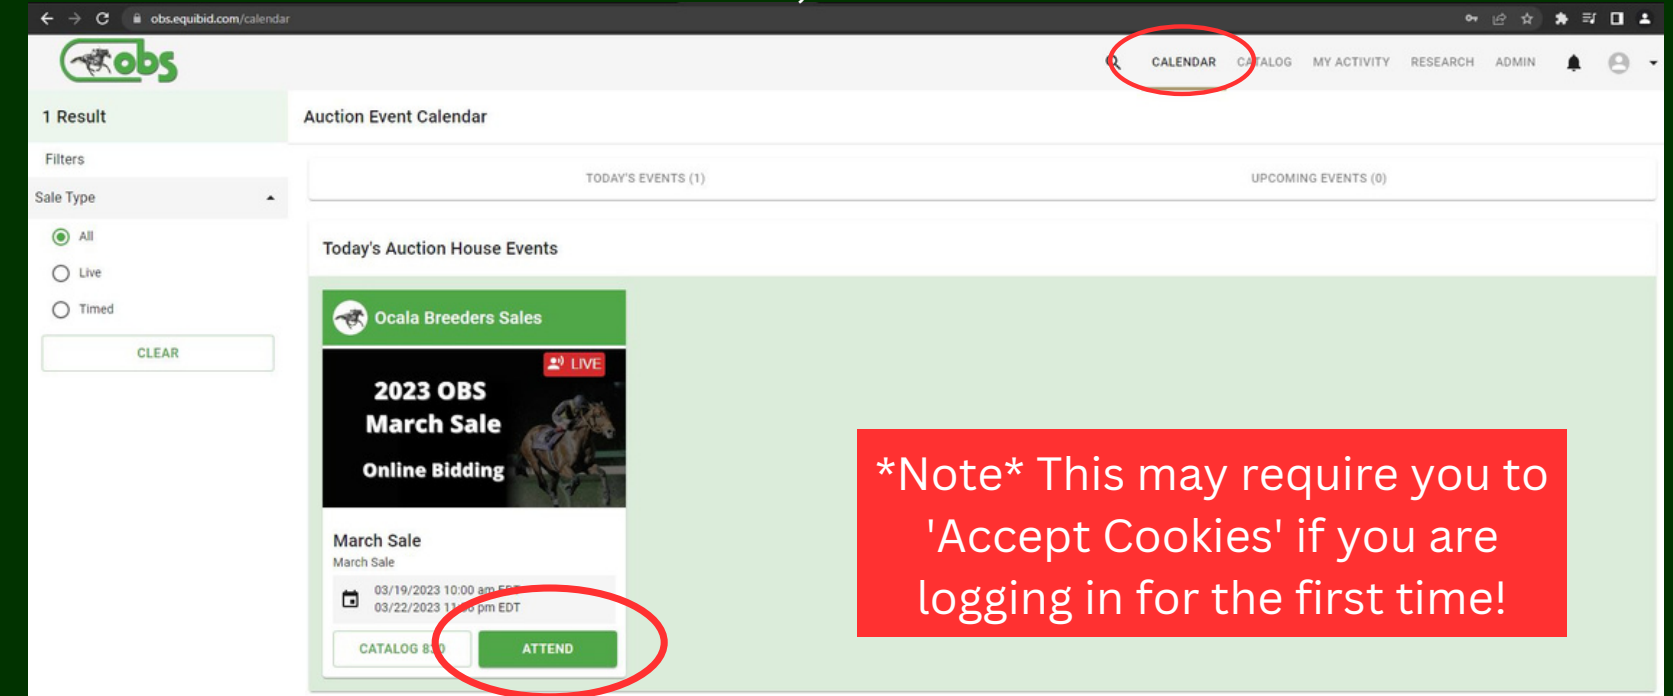 obs.equibid.com/calendar
obs
CALENDAR CATALOG MY ACTIVITY RESEARCH ADMIN
1 Result
Auction Event Calendar
Filters
TODAY'S EVENTS (1)
UPCOMING EVENTS (0)
Sale Type
All
Live
Timed
CLEAR
Today's Auction House Events
Ocala Breeders Sales
LIVE
2023 OBS
March Sale
Online Bidding
March Sale
March Sale
03/19/2023 10:00 am EDT
03/22/2023 pm EDT
CATALOG
ATTEND
*Note* This may require you to
'Accept Cookies' if you are
logging in for the first time!